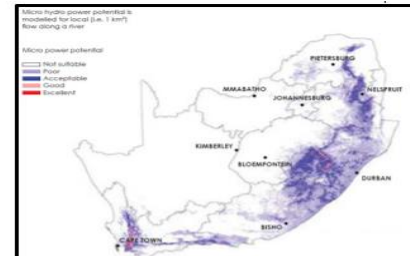 Micro hydro power potential is
modelled for local (i.e. 1 km²)
flow along a river
Micro power potential
Not suitable
Poor
Acceptable
Good
Excellent
PIETERSBURG
MMABATHO
NELSPRUIT
JOHANNESBURG
KIMBERLEY
BLOEMFONTEIN
DURBAN
BISHO
CAPE TOWN